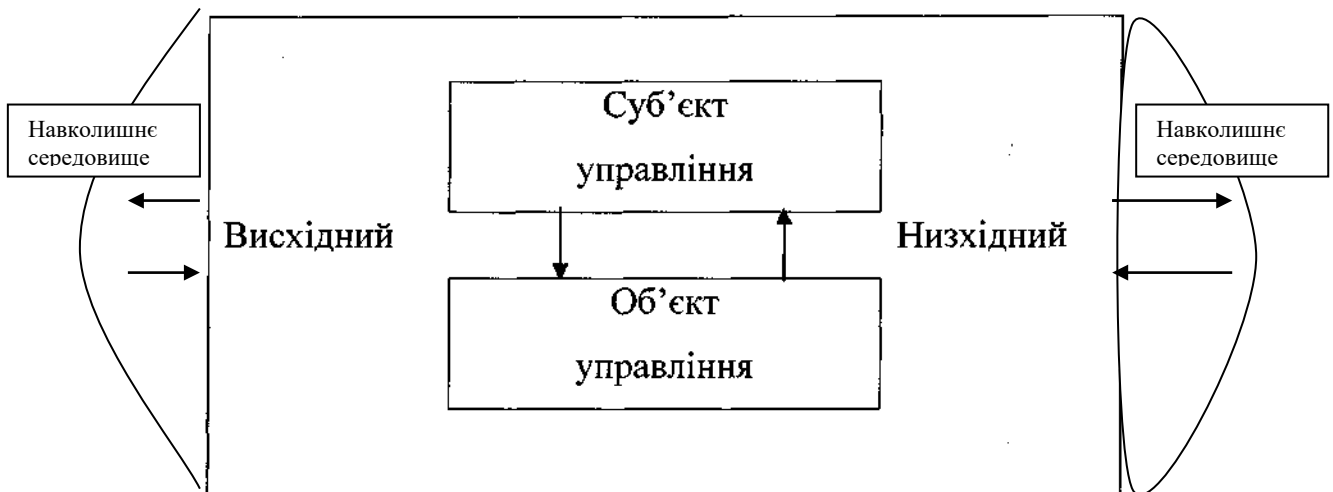 Суб’єкт
управління
Навколишнє
середовище
Навколишнє
середовище
Висхідний
Низхідний
Об’єкт
управління